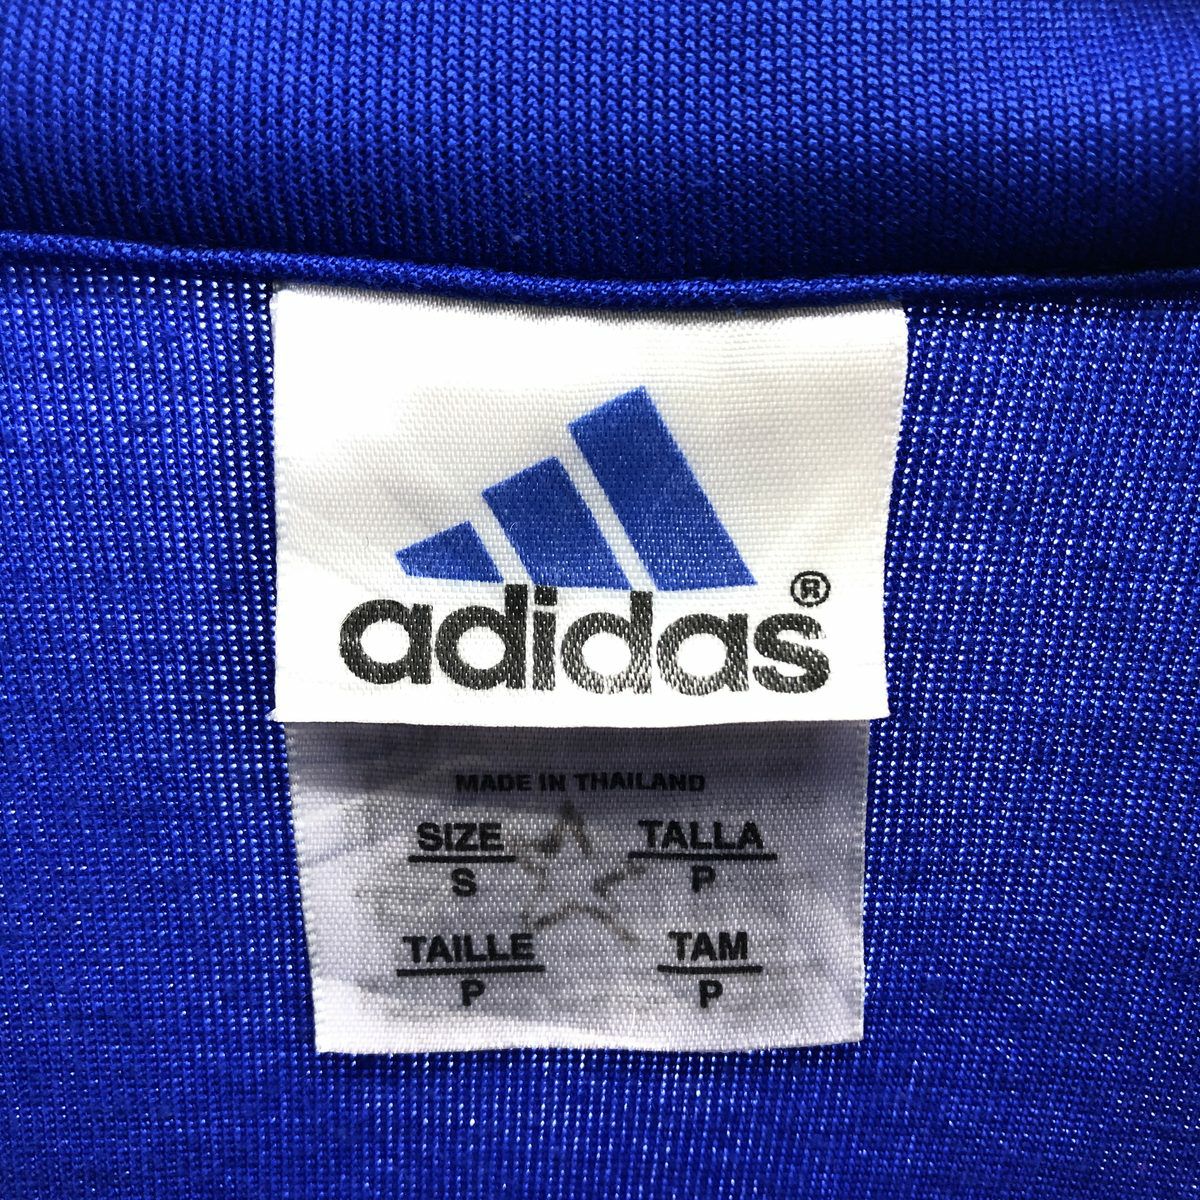 adidas®
MADE IN THAILAND
SIZE TALLA
S P
TAILLE TAM
P P